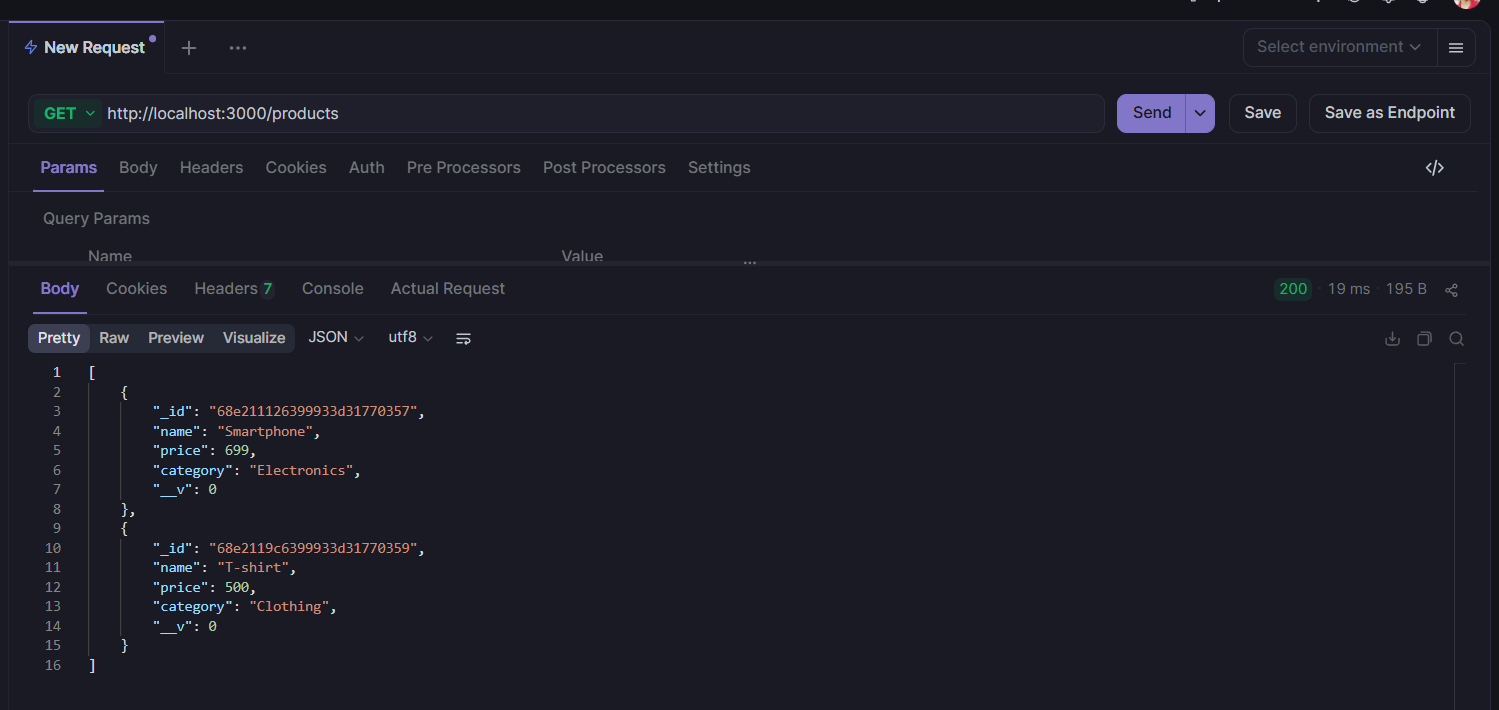 New Request
Select environment
GET http://localhost:3000/products Send Save Save as Endpoint
Params Body Headers Cookies Auth Pre Processors Post Processors Settings </>
Query Params
Name Value
Body Cookies Headers 7 Console Actual Request 200 · 19 ms · 195 B
Pretty Raw Preview Visualize JSON utf8
1 [
2 {
3 "_id": "68e211126399933d31770357",
4 "name": "Smartphone",
5 "price": 699,
6 "category": "Electronics",
7 "__v": 0
8 },
9 {
10 "_id": "68e2119c6399933d31770359",
11 "name": "T-shirt",
12 "price": 500,
13 "category": "Clothing",
14 "__v": 0
15 }
16 ]